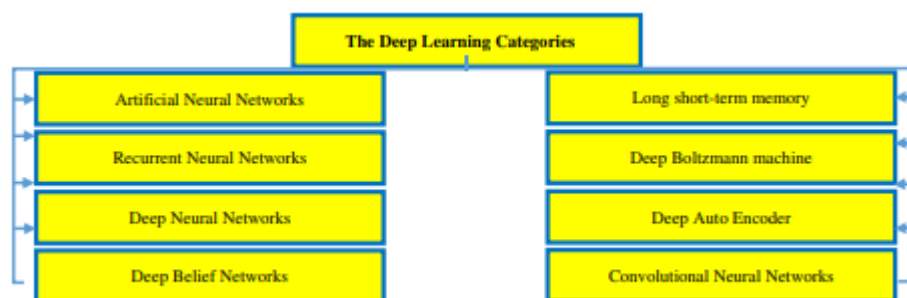 The Deep Learning Categories
Artificial Neural Networks
Long short-term memory
Recurrent Neural Networks
Deep Boltzmann machine
Deep Neural Networks
Deep Auto Encoder
Deep Belief Networks
Convolutional Neural Networks